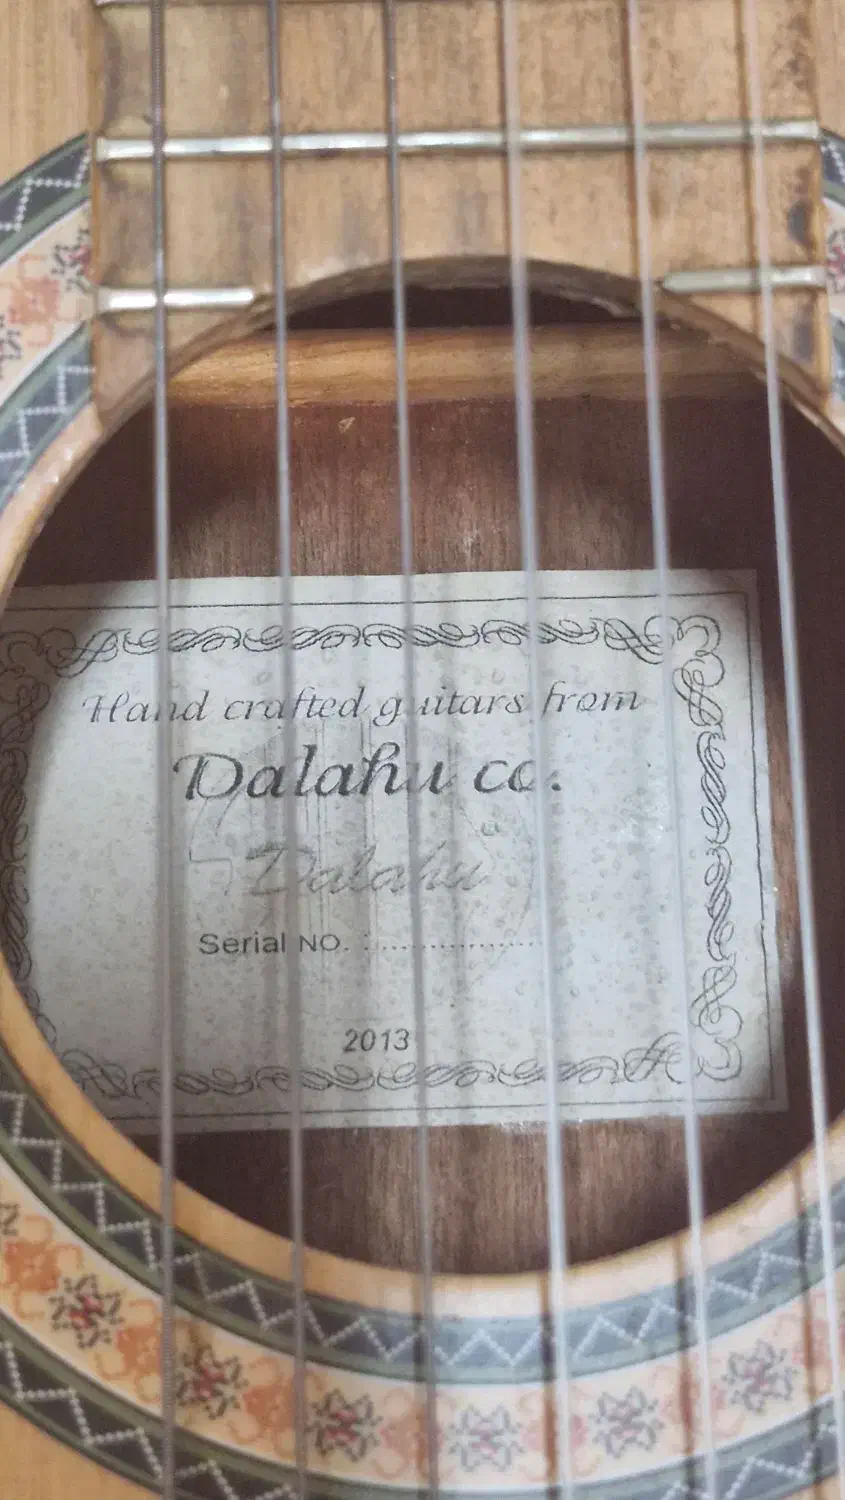 Hand crafted guitars from
Dalahu co.
Dalahu
Serial NO. :...................
2013